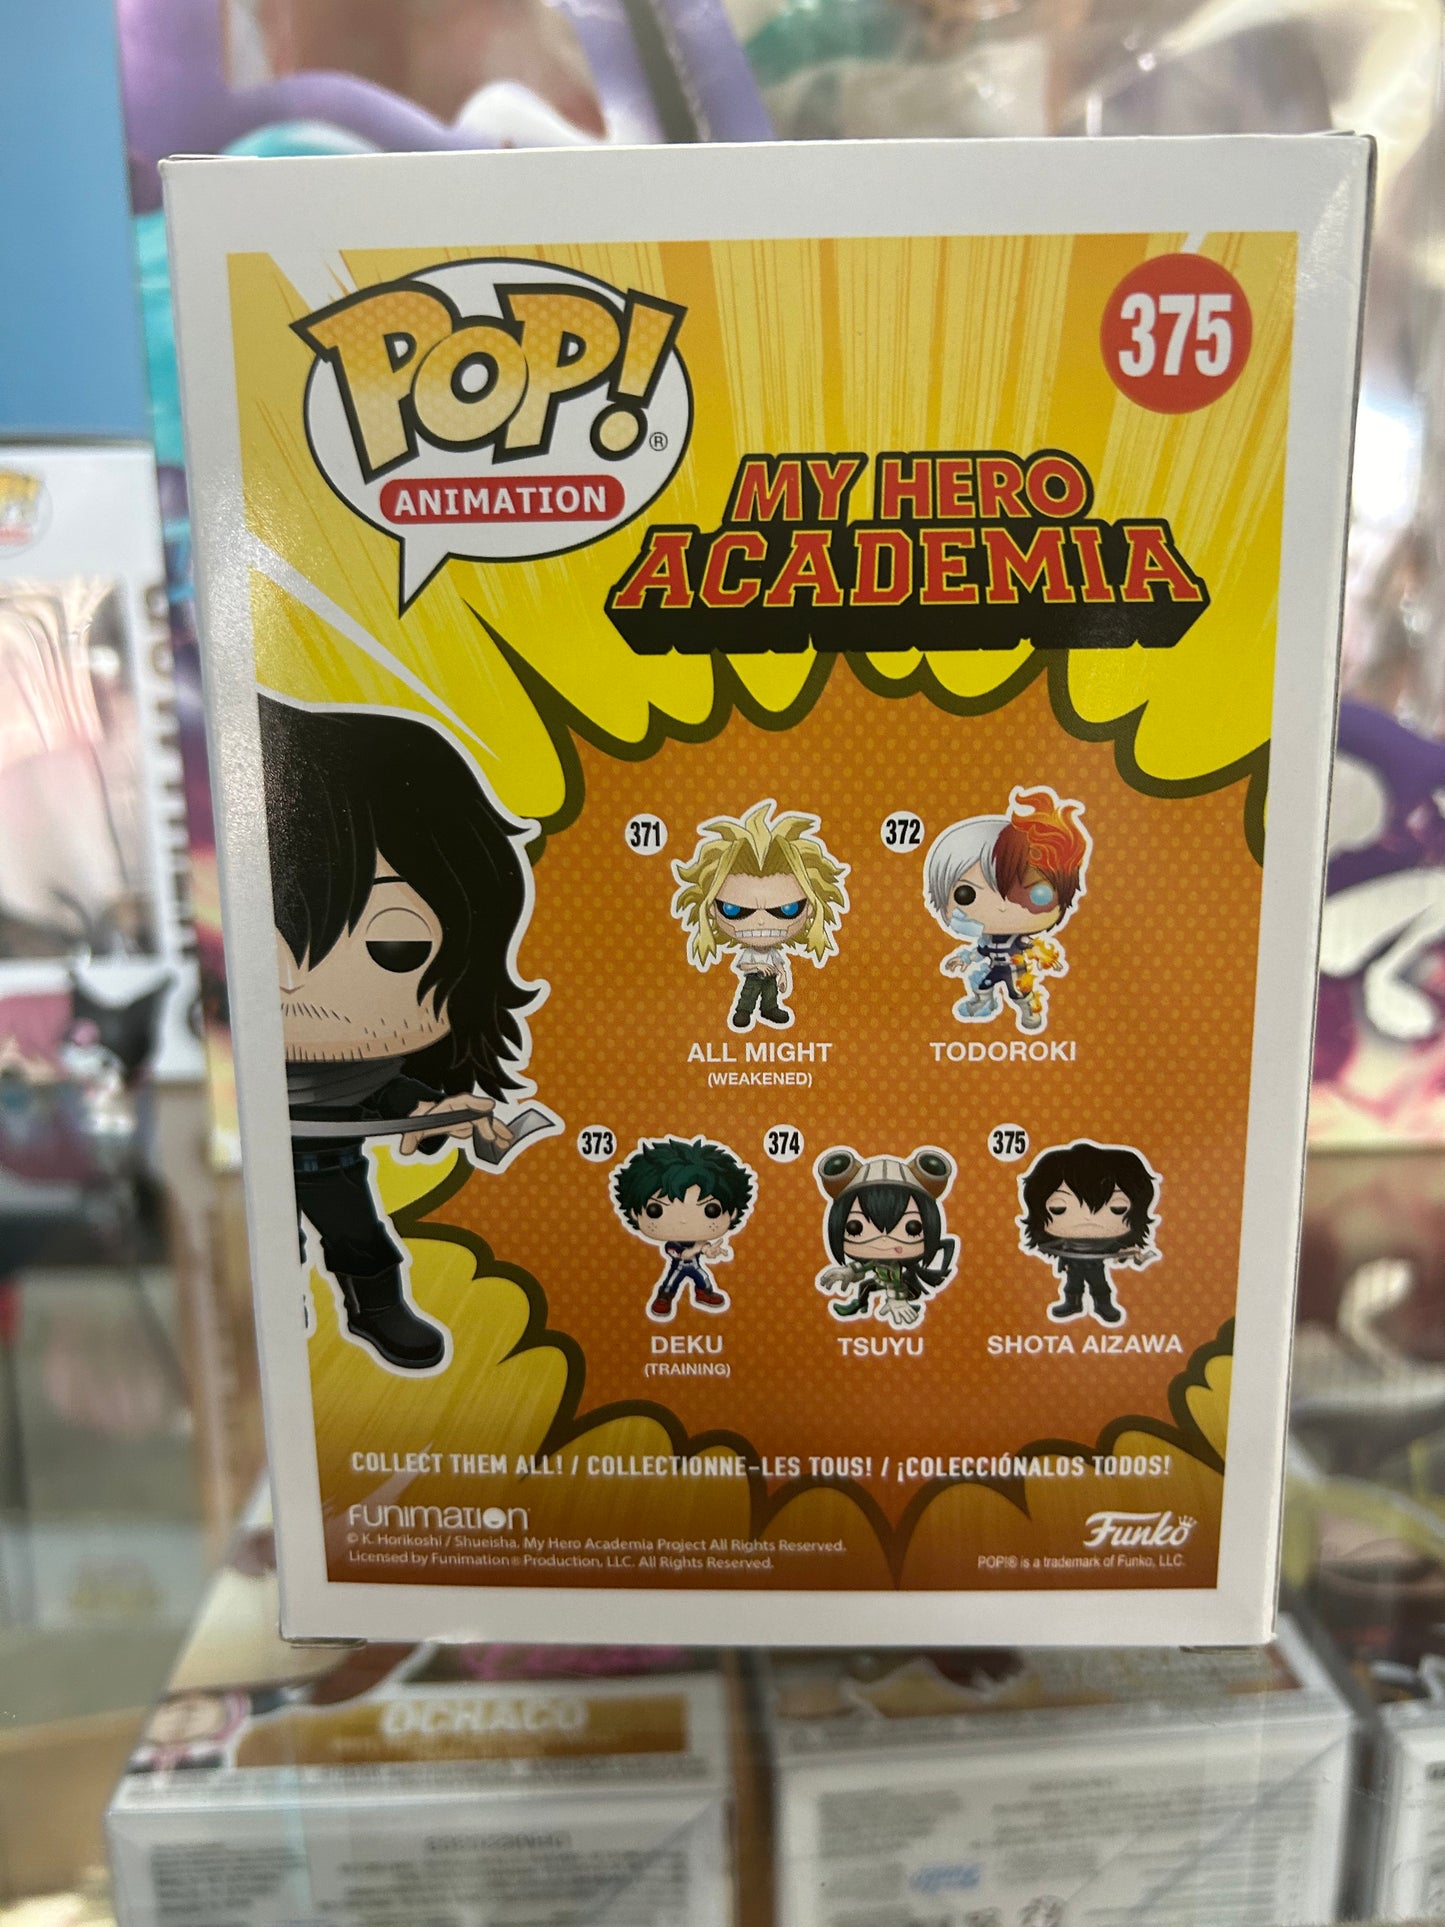 POP!®
ANIMATION
375
MY HERO
ACADEMIA
371
ALL MIGHT
(WEAKENED)
372
TODOROKI
373
DEKU
(TRAINING)
374
TSUYU
375
SHOTA AIZAWA
COLLECT THEM ALL! / COLLECTIONNE-LES TOUS! / ¡COLECCIÓNALOS TODOS!
FUNIMATION
© K. Horikoshi / Shueisha, My Hero Academia Project All Rights Reserved.
Licensed by Funimation® Production, LLC. All Rights Reserved.
Funko
POP!® is a trademark of Funko, LLC.
OCHACO